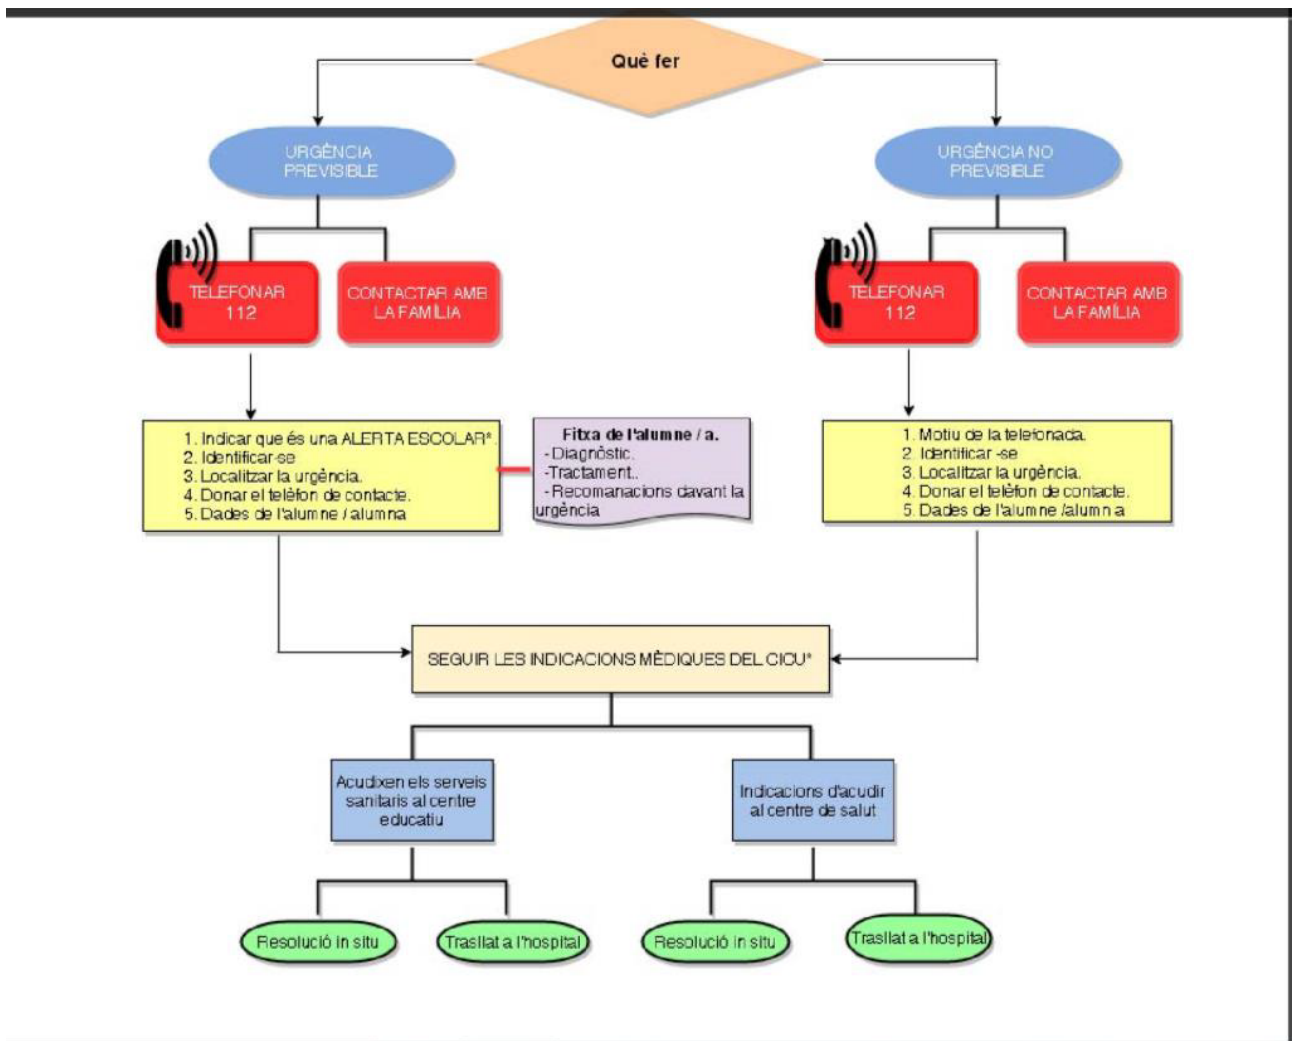 Què fer
URGÈNCIA
PREVISIBLE
URGÈNCIA NO
PREVISIBLE
TELEFONAR
112
CONTACTAR AMB
LA FAMÍLIA
TELEFONAR
112
CONTACTAR AMB
LA FAMÍLIA
1. Indicar que és una ALERTA ESCOLAR*.
2. Identificar-se
3. Localitzar la urgència.
4. Donar el telèfon de contacte.
5. Dades de l'alumne / alumna
Fitxa de l'alumne / a.
- Diagnòstic.
-Tractament..
- Recomanacions davant la
urgència
1. Motiu de la telefonada.
2. Identificar -se
3. Localitzar la urgència.
4. Donar el telèfon de contacte.
5. Dades de l'alumne /alumn a
SEGUIR LES INDICACIONS MÈDIQUES DEL CICU*
Acudixen els serveis
sanitaris al centre
educatiu
Indicacions d'acudir
al centre de salut
Resolució in situ
Trasllat a l'hospital
Resolució in situ
Trasllat a l'hospital